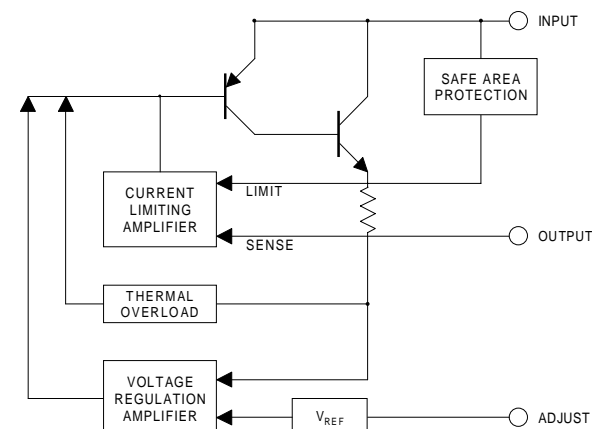 INPUT
SAFE AREA
PROTECTION
LIMIT
CURRENT
LIMITING
AMPLIFIER
OUTPUT
SENSE
THERMAL
OVERLOAD
VOLTAGE
REGULATION
AMPLIFIER
VREF
ADJUST